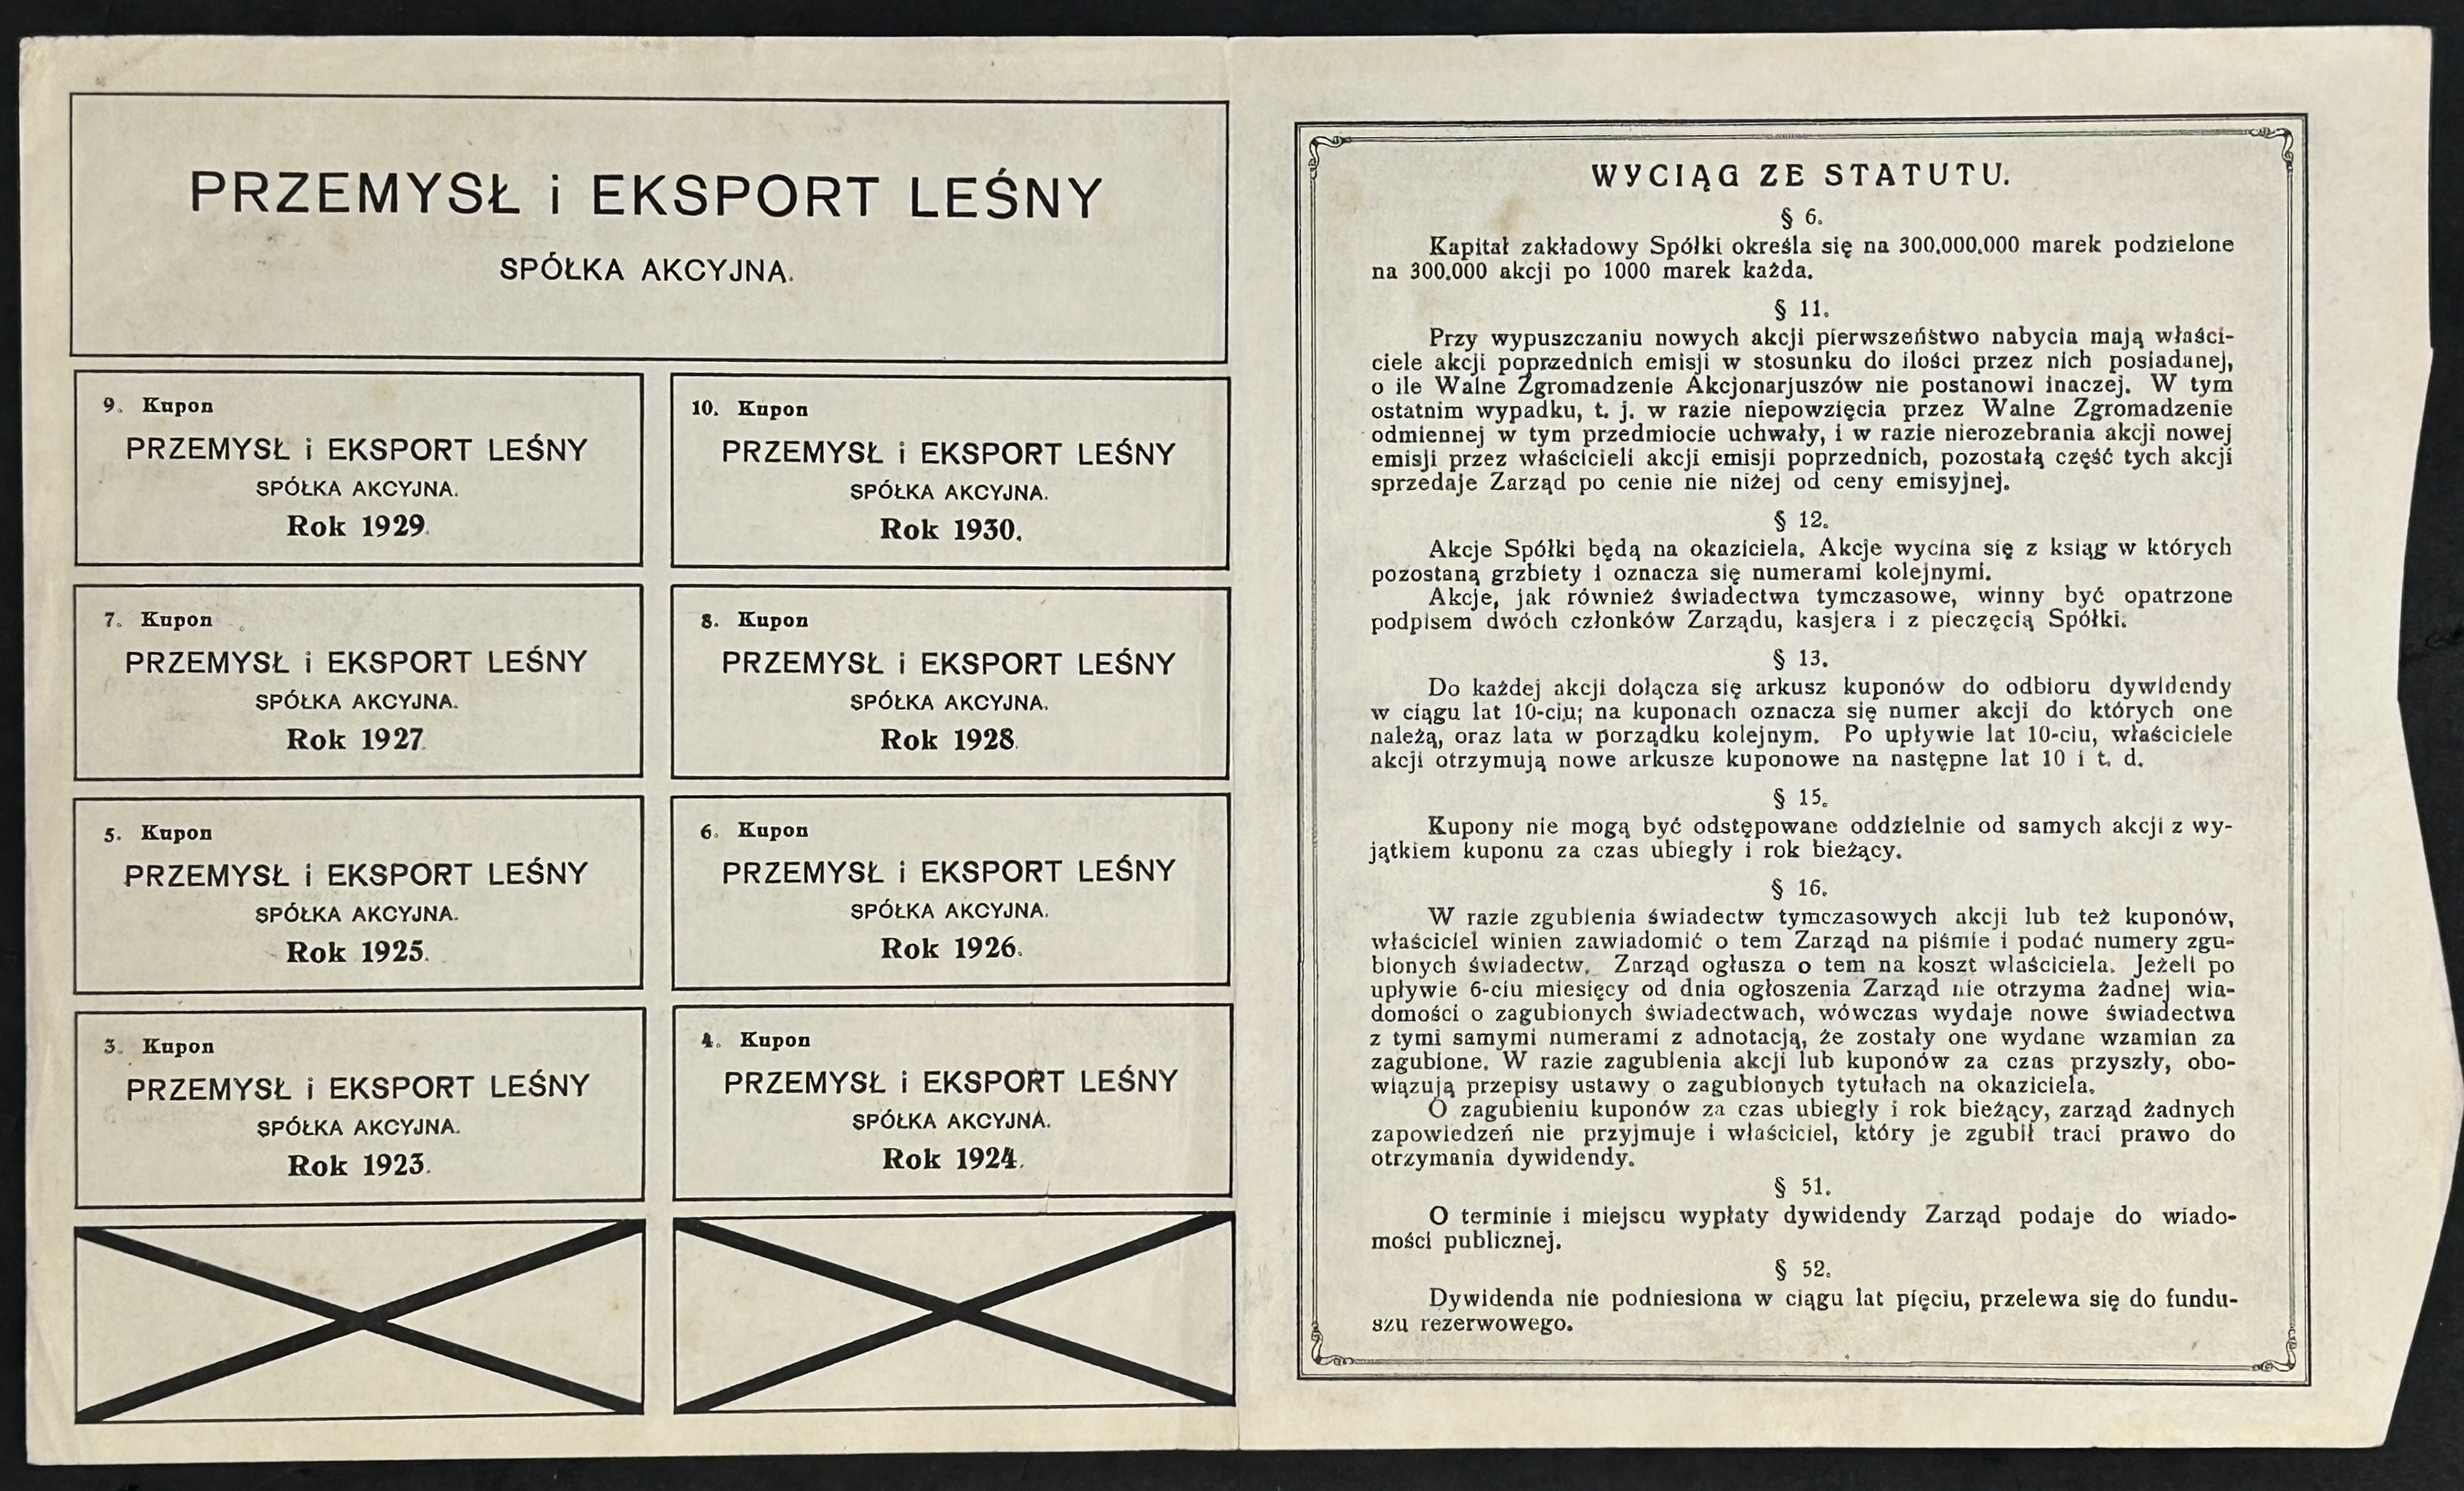 PRZEMYSŁ i EKSPORT LEŚNY
SPÓŁKA AKCYJNA.
9. Kupon
PRZEMYSŁ i EKSPORT LEŚNY
SPÓŁKA AKCYJNA.
Rok 1929.
10. Kupon
PRZEMYSŁ i EKSPORT LEŚNY
SPÓŁKA AKCYJNA.
Rok 1930.
7. Kupon
PRZEMYSŁ i EKSPORT LEŚNY
SPÓŁKA AKCYJNA.
Rok 1927.
8. Kupon
PRZEMYSŁ i EKSPORT LEŚNY
SPÓŁKA AKCYJNA.
Rok 1928.
5. Kupon
PRZEMYSŁ i EKSPORT LEŚNY
SPÓŁKA AKCYJNA.
Rok 1925.
6. Kupon
PRZEMYSŁ i EKSPORT LEŚNY
SPÓŁKA AKCYJNA.
Rok 1926.
3. Kupon
PRZEMYSŁ i EKSPORT LEŚNY
SPÓŁKA AKCYJNA.
Rok 1923.
4. Kupon
PRZEMYSŁ i EKSPORT LEŚNY
SPÓŁKA AKCYJNA.
Rok 1924.
WYCIĄG ZE STATUTU.
§ 6.
Kapitał zakładowy Spółki określa się na 300.000.000 marek podzielone
na 300.000 akcji po 1000 marek każda.
§ 11.
Przy wypuszczaniu nowych akcji pierwszeństwo nabycia mają właści-
ciele akcji poprzednich emisji w stosunku do ilości przez nich posiadanej,
o ile Walne Zgromadzenie Akcjonarjuszów nie postanowi inaczej. W tym
ostatnim wypadku, t. j. w razie niepowzięcia przez Walne Zgromadzenie
odmiennej w tym przedmiocie uchwały, i w razie nierozebrania akcji nowej
emisji przez właścicieli akcji emisji poprzednich, pozostałą część tych akcji
sprzedaje Zarząd po cenie nie niżej od ceny emisyjnej.
§ 12.
Akcje Spółki będą na okaziciela. Akcje wycina się z ksiąg w których
pozostaną grzbiety i oznacza się numerami kolejnymi.
Akcje, jak również świadectwa tymczasowe, winny być opatrzone
podpisem dwóch członków Zarządu, kasjera i z pieczęcią Spółki.
§ 13.
Do każdej akcji dołącza się arkusz kuponów do odbioru dywidendy
w ciągu lat 10-ciu; na kuponach oznacza się numer akcji do których one
należą, oraz lata w porządku kolejnym. Po upływie lat 10-ciu, właściciele
akcji otrzymują nowe arkusze kuponowe na następne lat 10 i t. d.
§ 15.
Kupony nie mogą być odstępowane oddzielnie od samych akcji z wy-
jątkiem kuponu za czas ubiegły i rok bieżący.
§ 16.
W razie zgubienia świadectw tymczasowych akcji lub też kuponów,
właściciel winien zawiadomić o tem Zarząd na piśmie i podać numery zgu-
bionych świadectw. Zarząd ogłasza o tem na koszt właściciela. Jeżeli po
upływie 6-ciu miesięcy od dnia ogłoszenia Zarząd nie otrzyma żadnej wia-
domości o zagubionych świadectwach, wówczas wydaje nowe świadectwa
z tymi samymi numerami z adnotacją, że zostały one wydane wzamian za
zagubione. W razie zagubienia akcji lub kuponów za czas przyszły, obo-
wiązują przepisy ustawy o zagubionych tytułach na okaziciela.
O zagubieniu kuponów za czas ubiegły i rok bieżący, zarząd żadnych
zapowiedzeń nie przyjmuje i właściciel, który je zgubił traci prawo do
otrzymania dywidendy.
§ 51.
O terminie i miejscu wypłaty dywidendy Zarząd podaje do wiado-
mości publicznej.
§ 52.
Dywidenda nie podniesiona w ciągu lat pięciu, przelewa się do fundu-
szu rezerwowego.